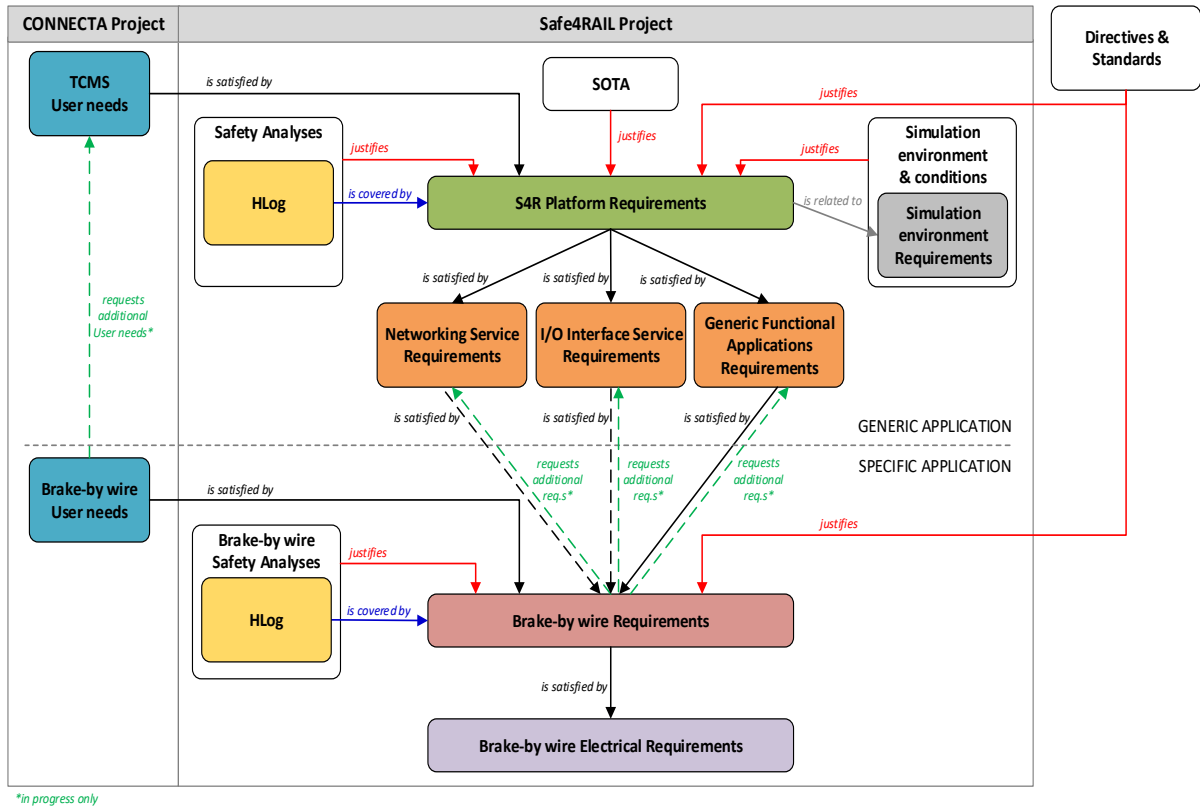 CONNECTA Project
Safe4RAIL Project
Directives &
Standards
TCMS
User needs
is satisfied by
SOTA
justifies
justifies
Safety Analyses
justifies
HLog
is covered by
Simulation
environment
& conditions
justifies
S4R Platform Requirements
is related to
Simulation
environment
Requirements
is satisfied by
is satisfied by
is satisfied by
requests
additional
User needs*
Networking Service
Requirements
I/O Interface Service
Requirements
Generic Functional
Applications
Requirements
is satisfied by
is satisfied by
is satisfied by
GENERIC APPLICATION
SPECIFIC APPLICATION
requests
additional
req.s*
requests
additional
req.s*
requests
additional
req.s*
Brake-by wire
User needs
is satisfied by
justifies
Brake-by wire
Safety Analyses
justifies
HLog
is covered by
Brake-by wire Requirements
is satisfied by
Brake-by wire Electrical Requirements
*in progress only